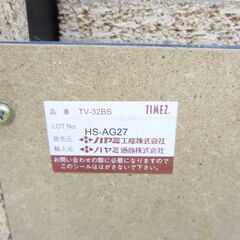 品番 TV-32BS TIMEZ
LOT No. HS-AG27
発売元 ハヤミ工産株式会社
輸入元 ハヤミ通商株式会社
お問い合わせの際に必要になりますので
このシールははがさないで下さい。